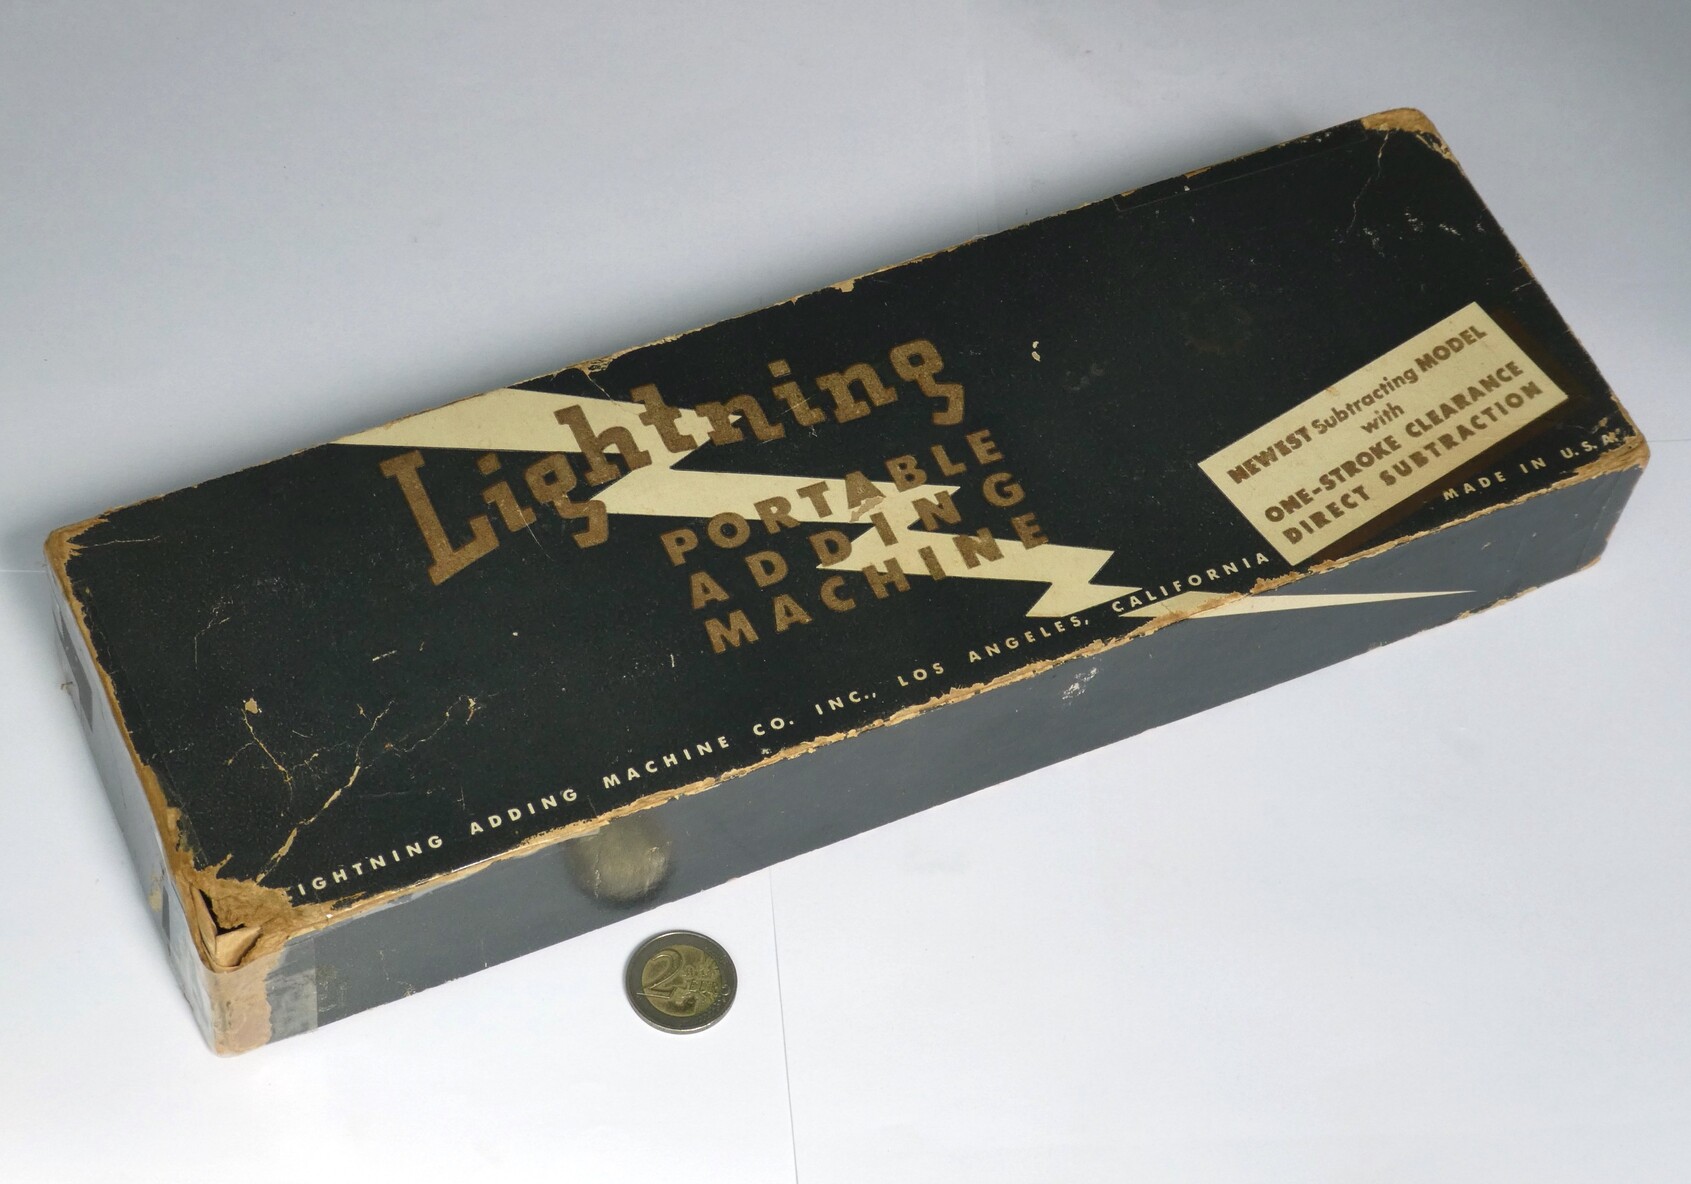 Lightning
PORTABLE
ADDING
MACHINE
NEWEST Subtracting MODEL
with
ONE-STROKE CLEARANCE
DIRECT SUBTRACTION
IGHTNING ADDING MACHINE CO. INC., LOS ANGELES, CALIFORNIA
MADE IN U.S.A.
2